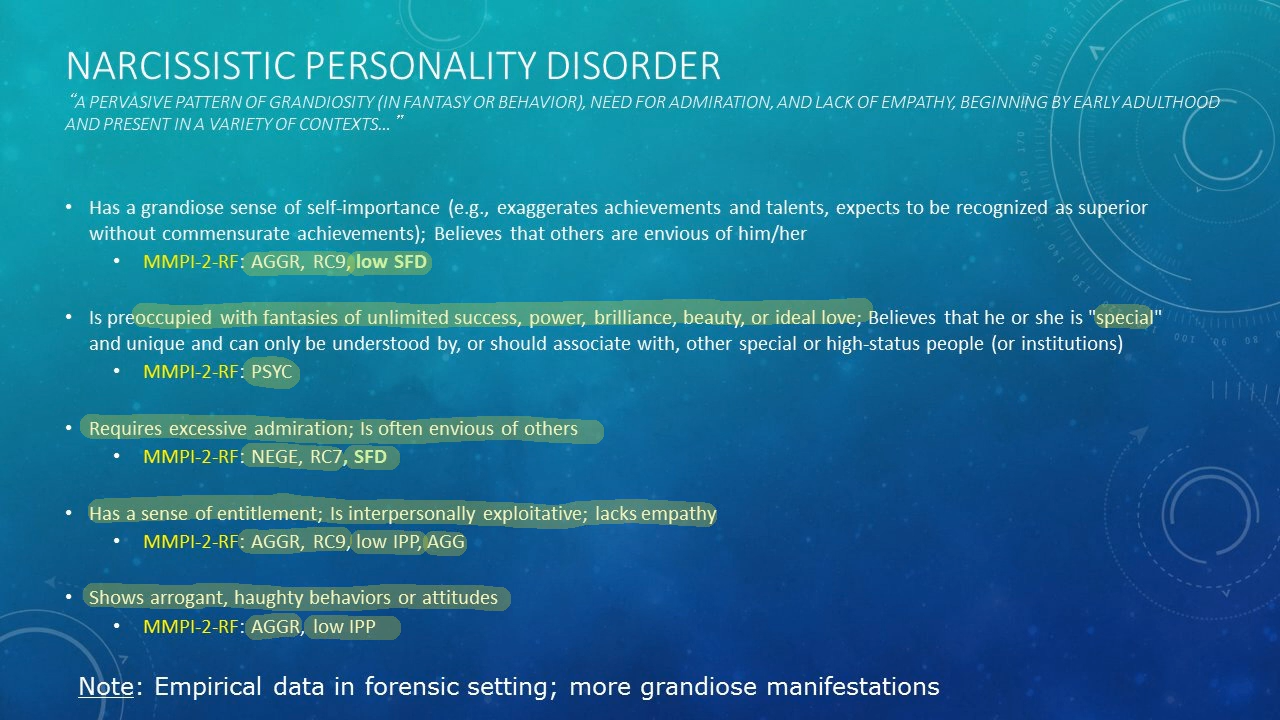 NARCISSISTIC PERSONALITY DISORDER
“A PERVASIVE PATTERN OF GRANDIOSITY (IN FANTASY OR BEHAVIOR), NEED FOR ADMIRATION, AND LACK OF EMPATHY, BEGINNING BY EARLY ADULTHOOD
AND PRESENT IN A VARIETY OF CONTEXTS… ”
• Has a grandiose sense of self-importance (e.g., exaggerates achievements and talents, expects to be recognized as superior
without commensurate achievements); Believes that others are envious of him/her
• MMPI-2-RF: AGGR, RC9, low SFD
• Is preoccupied with fantasies of unlimited success, power, brilliance, beauty, or ideal love; Believes that he or she is "special"
and unique and can only be understood by, or should associate with, other special or high-status people (or institutions)
• MMPI-2-RF: PSYC
• Requires excessive admiration; Is often envious of others
• MMPI-2-RF: NEGE, RC7, SFD
• Has a sense of entitlement; Is interpersonally exploitative; lacks empathy
• MMPI-2-RF: AGGR, RC9, low IPP, AGG
• Shows arrogant, haughty behaviors or attitudes
• MMPI-2-RF: AGGR, low IPP
Note: Empirical data in forensic setting; more grandiose manifestations